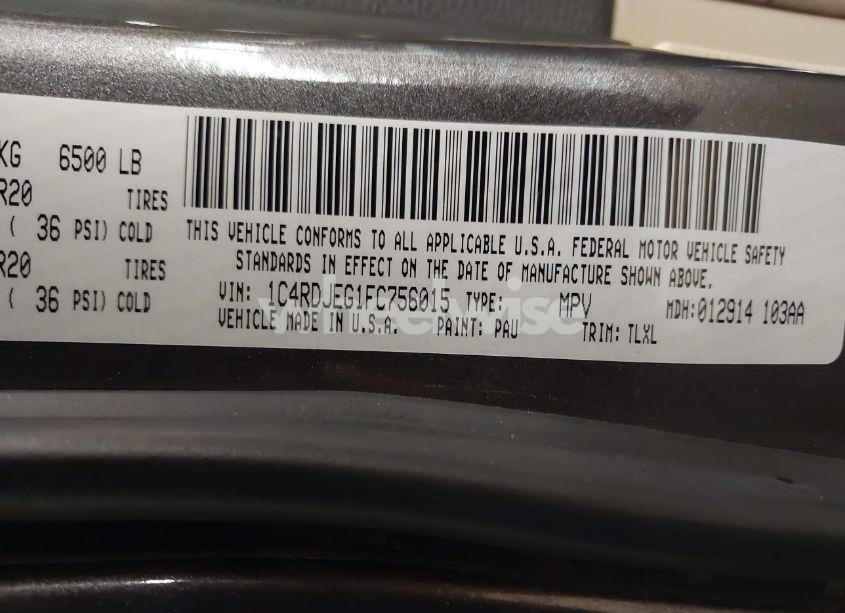 KG 6500 LB
R20 TIRES
( 36 PSI) COLD
R20 TIRES
( 36 PSI) COLD
THIS VEHICLE CONFORMS TO ALL APPLICABLE U.S.A. FEDERAL MOTOR VEHICLE SAFETY
STANDARDS IN EFFECT ON THE DATE OF MANUFACTURE SHOWN ABOVE.
VIN: 1C4RDJEG1FC756015 TYPE: MPV MDH:012914 103AA
VEHICLE MADE IN U.S.A. PAINT: PAU TRIM: TLXL